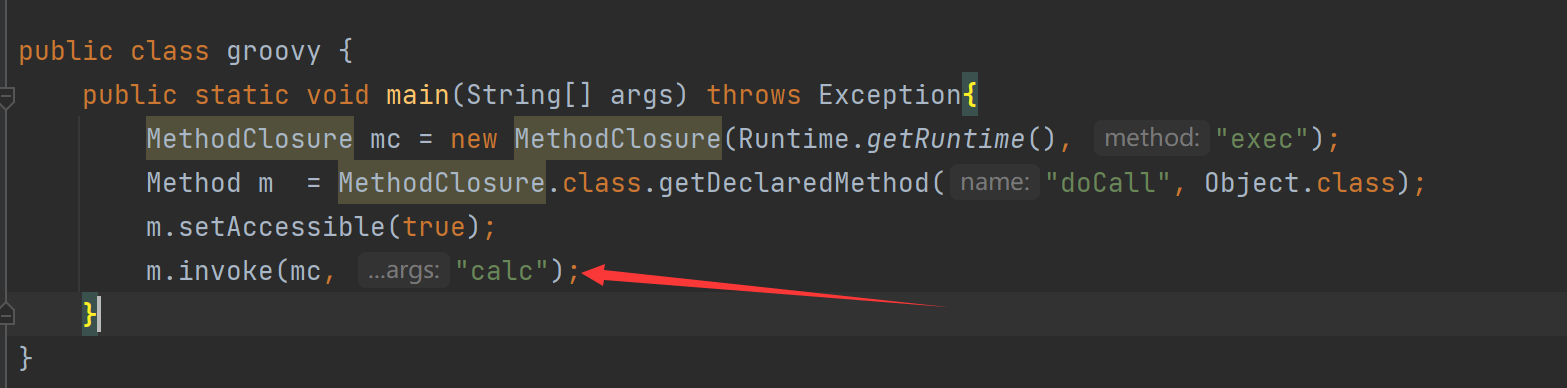 public class groovy {
public static void main(String[] args) throws Exception{
MethodClosure mc = new MethodClosure(Runtime.getRuntime(), method: "exec");
Method m  = MethodClosure.class.getDeclaredMethod( name: "doCall", Object.class);
m.setAccessible(true);
m.invoke(mc, ...args: "calc");
}
}